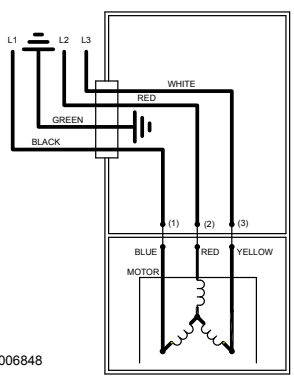 L1 L2 L3
WHITE
RED
GREEN
BLACK
(1) (2) (3)
BLUE RED YELLOW
MOTOR
006848